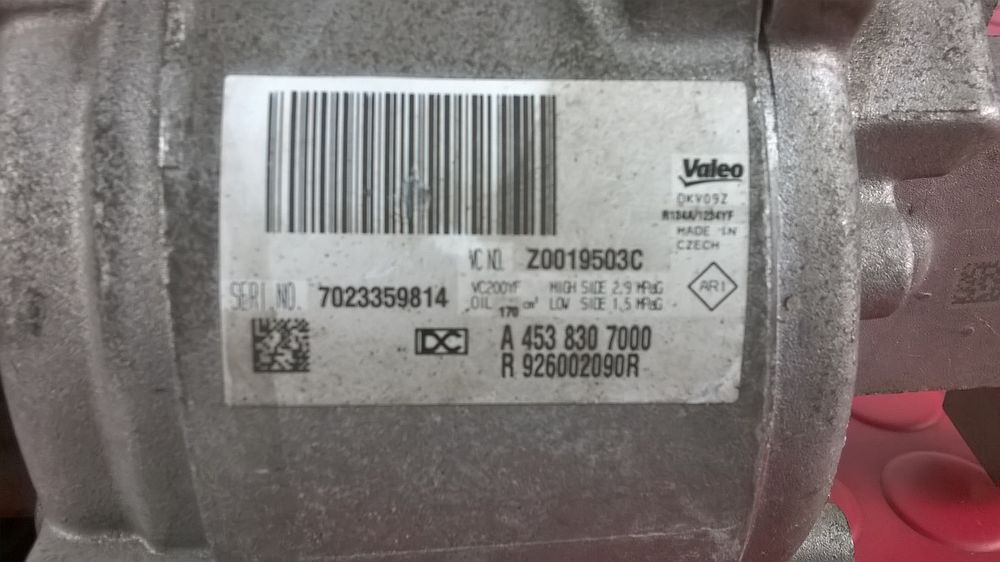 Valeo
DKV09Z
R134A/1234YF
MADE IN
CZECH
VC NO. Z0019503C
SERI NO. 7023359814
VC200YF HIGH SIDE 2,9 MPaG
OIL 170 cm³ LOW SIDE 1,5 MPaG
AR1
DC
A 453 830 7000
R 926002090R